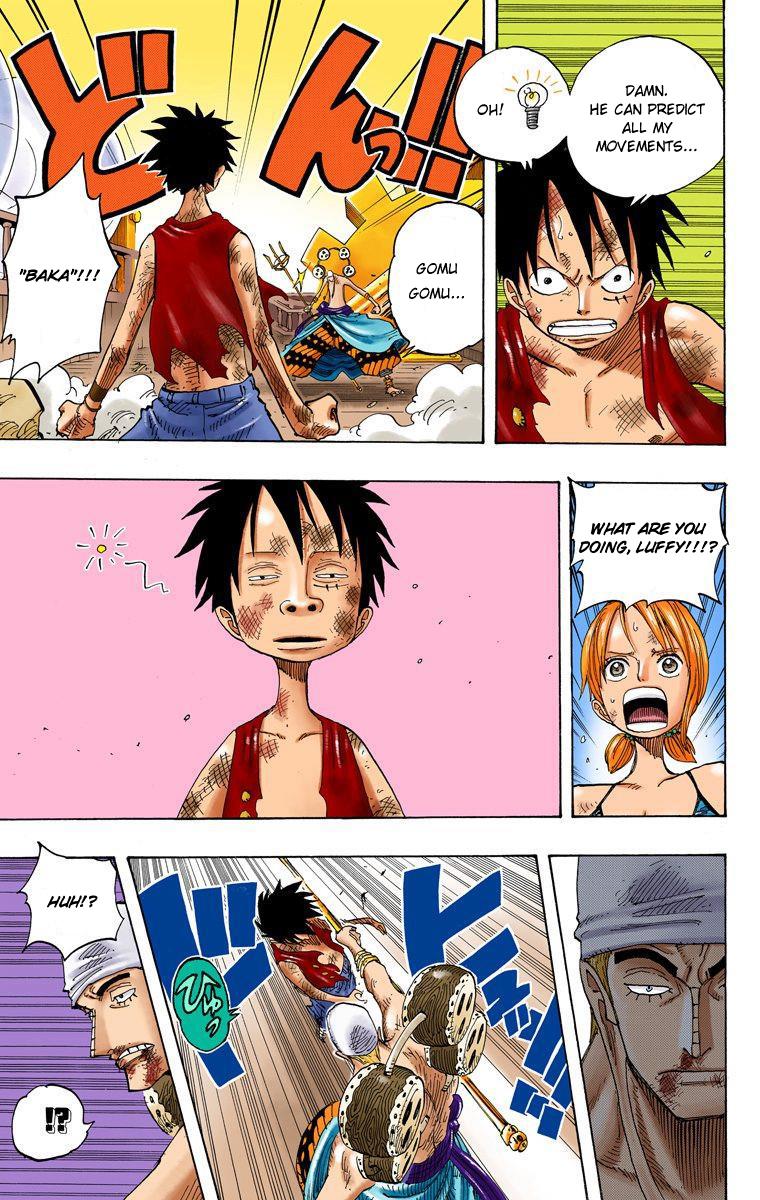 DAMN.
HE CAN PREDICT
ALL MY
MOVEMENTS...
OH!
GOMU
GOMU...
どんっ!!
"BAKA"!!!
WHAT ARE YOU
DOING, LUFFY!!!?
ひゅっ
HUH!?
!?